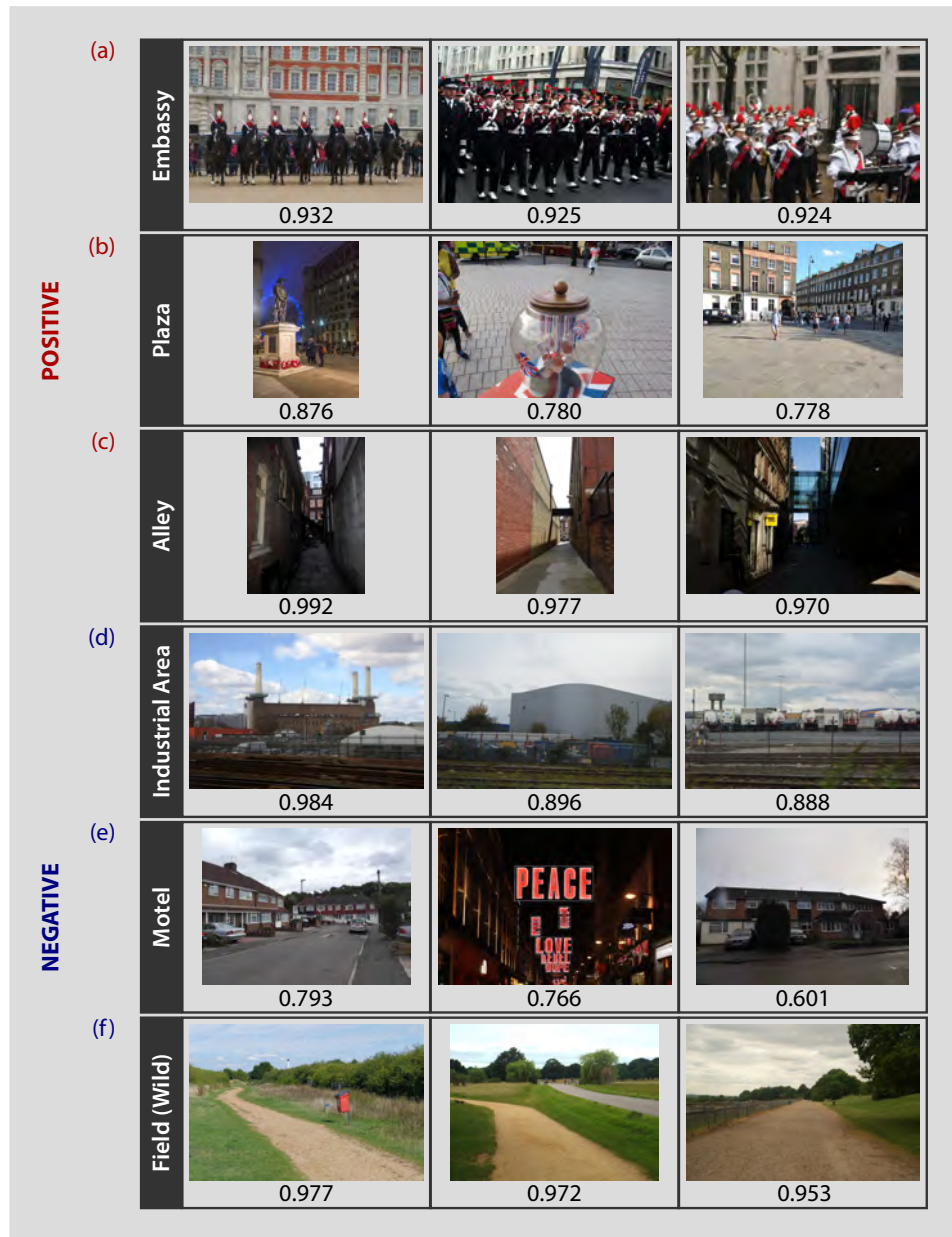 POSITIVE
(a)
Embassy
0.932
0.925
0.924
(b)
Plaza
0.876
0.780
0.778
(c)
Alley
0.992
0.977
0.970
NEGATIVE
(d)
Industrial Area
0.984
0.896
0.888
(e)
Motel
PEACE
LOVE
REBEL
HOPE
0.793
0.766
0.601
(f)
Field (Wild)
0.977
0.972
0.953